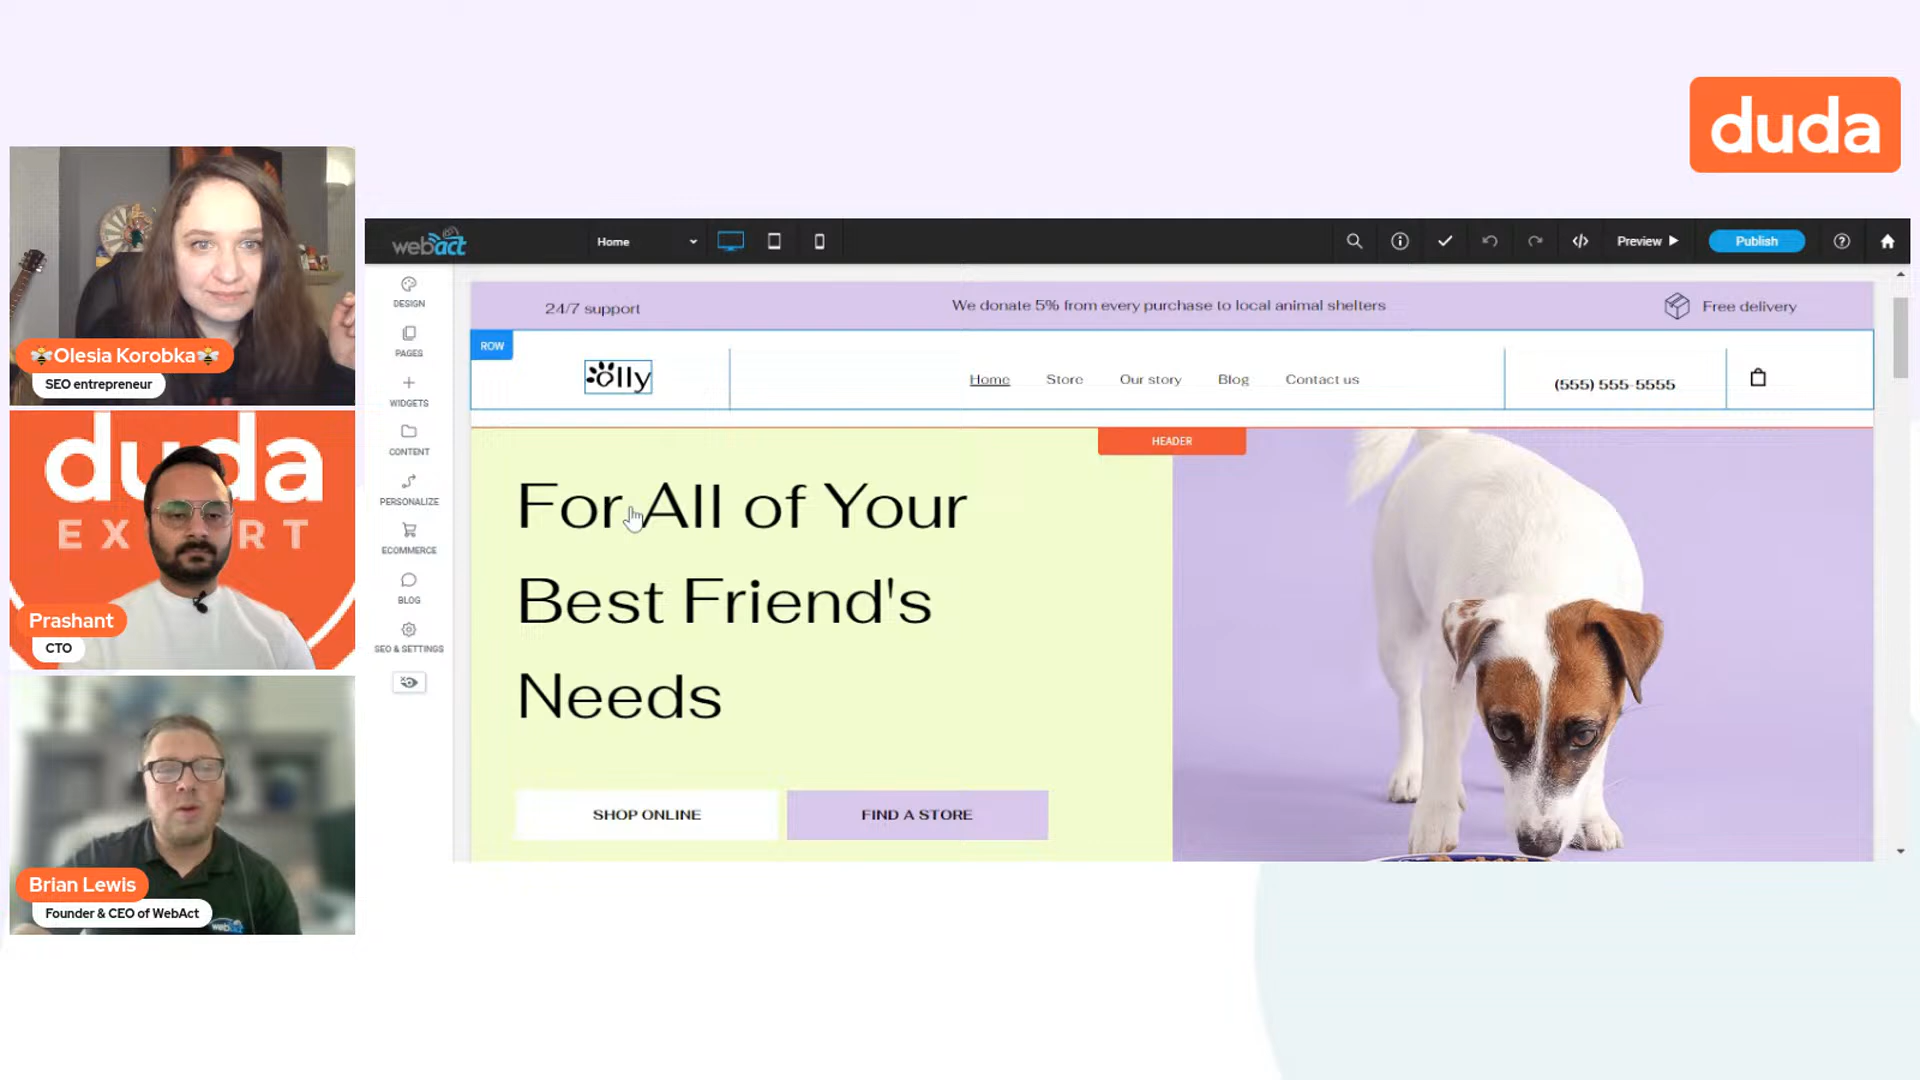 duda
Olesia Korobka
SEO entrepreneur
duda
EXPERT
Prashant
CTO
Brian Lewis
Founder & CEO of WebAct
webact
webact
Home
Preview
Publish
DESIGN
PAGES
WIDGETS
CONTENT
PERSONALIZE
ECOMMERCE
BLOG
SEO & SETTINGS
24/7 support
We donate 5% from every purchase to local animal shelters
Free delivery
ROW
olly
Home
Store
Our story
Blog
Contact us
(555) 555-5555
HEADER
For All of Your
Best Friend's
Needs
SHOP ONLINE
FIND A STORE